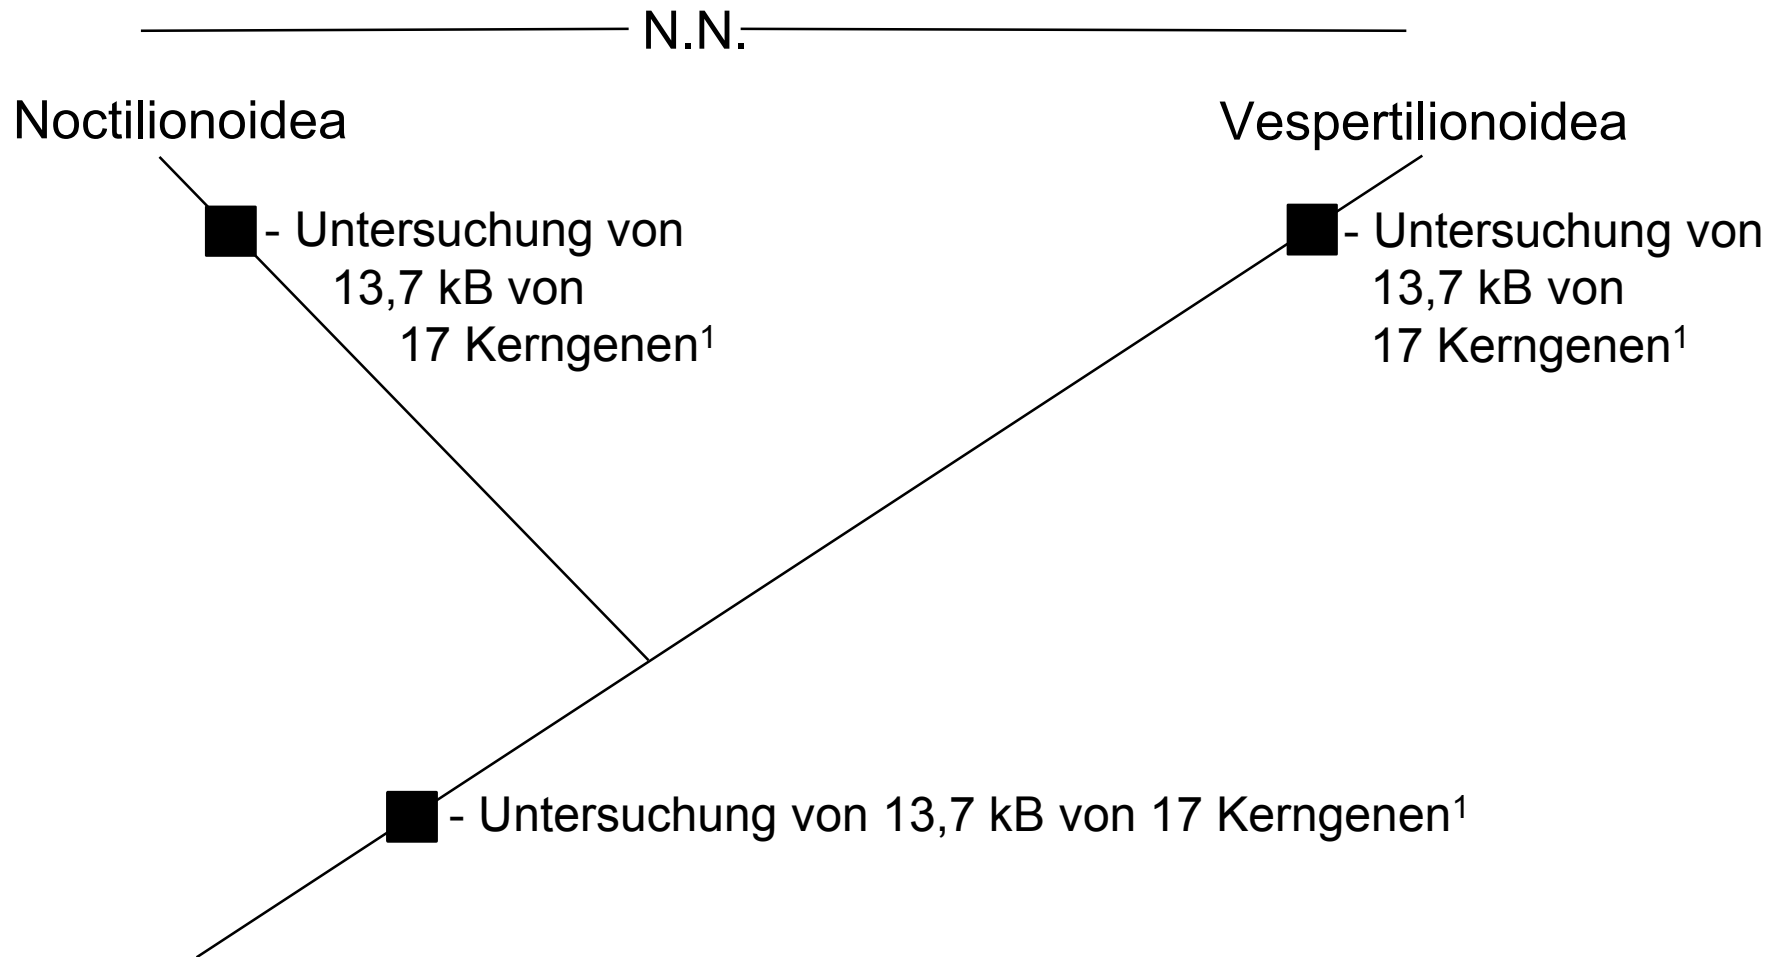 N.N.
Noctilionoidea
Vespertilionoidea
- Untersuchung von
13,7 kB von
17 Kerngenen¹
- Untersuchung von
13,7 kB von
17 Kerngenen¹
- Untersuchung von 13,7 kB von 17 Kerngenen¹